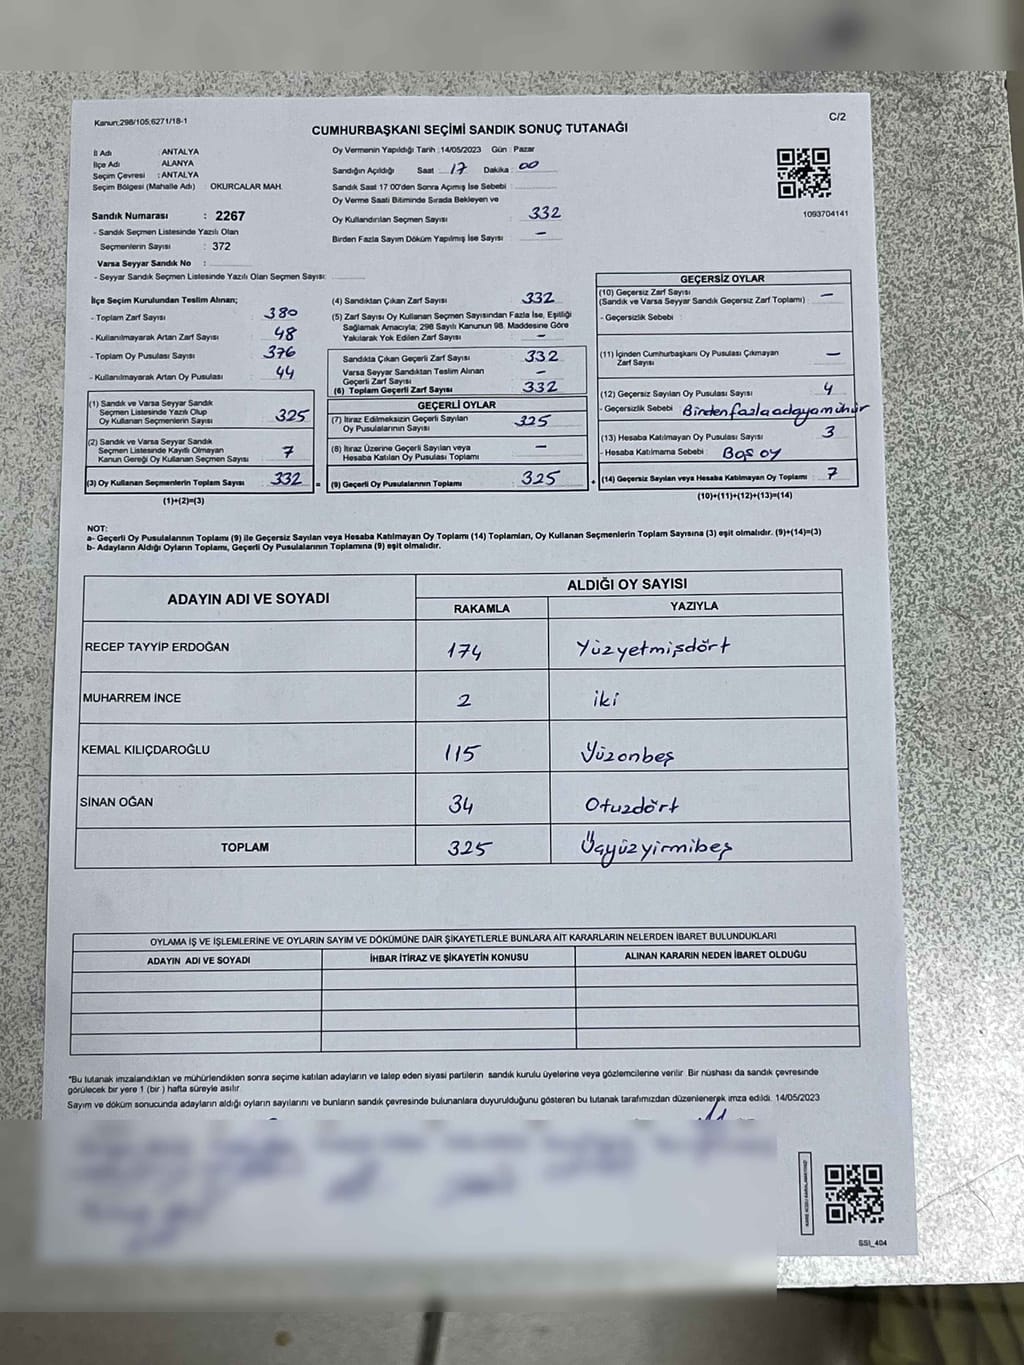 Kanun;298/105,6271/18-1
C/2
CUMHURBAŞKANI SEÇİMİ SANDIK SONUÇ TUTANAĞI
İl Adı : ANTALYA
İlçe Adı : ALANYA
Seçim Çevresi : ANTALYA
Seçim Bölgesi (Mahalle Adı) : OKURCALAR MAH.
Sandık Numarası : 2267
- Sandık Seçmen Listesinde Yazılı Olan
Seçmenlerin Sayısı : 372
Varsa Seyyar Sandık No :
- Seyyar Sandık Seçmen Listesinde Yazılı Olan Seçmen Sayısı:
Oy Vermenin Yapıldığı Tarih : 14/05/2023 Gün : Pazar
Sandığın Açıldığı Saat : 17 Dakika : 00
Sandık Saat 17.00'den Sonra Açılmış İse Sebebi :
Oy Verme Saati Bitiminde Sırada Bekleyen ve
Oy Kullandırılan Seçmen Sayısı : 332
Birden Fazla Sayım Döküm Yapılmış İse Sayısı : -
1093704141
İlçe Seçim Kurulundan Teslim Alınan;
- Toplam Zarf Sayısı : 380
- Kullanılmayarak Artan Zarf Sayısı : 48
- Toplam Oy Pusulası Sayısı : 376
- Kullanılmayarak Artan Oy Pusulası : 44
(1) Sandık ve Varsa Seyyar Sandık
Seçmen Listesinde Yazılı Olup
Oy Kullanan Seçmenlerin Sayısı : 325
(2) Sandık ve Varsa Seyyar Sandık
Seçmen Listesinde Kayıtlı Olmayan
Kanun Gereği Oy Kullanan Seçmen Sayısı : 7
(3) Oy Kullanan Seçmenlerin Toplam Sayısı : 332
(1)+(2)=(3)
=
(4) Sandıktan Çıkan Zarf Sayısı : 332
(5) Zarf Sayısı Oy Kullanan Seçmen Sayısından Fazla İse, Eşitliği
Sağlamak Amacıyla; 298 Sayılı Kanunun 98. Maddesine Göre
Yakılarak Yok Edilen Zarf Sayısı : -
Sandıkta Çıkan Geçerli Zarf Sayısı : 332
Varsa Seyyar Sandıktan Teslim Alınan
Geçerli Zarf Sayısı : -
(6) Toplam Geçerli Zarf Sayısı : 332
GEÇERLİ OYLAR
(7) İtiraz Edilmeksizin Geçerli Sayılan
Oy Pusulasının Sayısı : 325
(8) İtiraz Üzerine Geçerli Sayılan veya
Hesaba Katılan Oy Pusulası Toplamı : -
(9) Geçerli Oy Pusulalarının Toplamı : 325
+
GEÇERSİZ OYLAR
(10) Geçersiz Zarf Sayısı
(Sandık ve Varsa Seyyar Sandık Geçersiz Zarf Toplamı) : -
- Geçersizlik Sebebi :
(11) İçinden Cumhurbaşkanı Oy Pusulası Çıkmayan
Zarf Sayısı : -
(12) Geçersiz Sayılan Oy Pusulası Sayısı : 4
- Geçersizlik Sebebi : Birden fazla adaya mühür
(13) Hesaba Katılmayan Oy Pusulası Sayısı : 3
- Hesaba Katılmama Sebebi : Boş oy
(14) Geçersiz Sayılan veya Hesaba Katılmayan Oy Toplamı : 7
(10)+(11)+(12)+(13)=(14)
NOT:
a- Geçerli Oy Pusulalarının Toplamı (9) ile Geçersiz Sayılan veya Hesaba Katılmayan Oy Toplamı (14) Toplamları, Oy Kullanan Seçmenlerin Toplam Sayısına (3) eşit olmalıdır. (9)+(14)=(3)
b- Adayların Aldığı Oyların Toplamı, Geçerli Oy Pusulalarının Toplamına (9) eşit olmalıdır.
ADAYIN ADI VE SOYADI
ALDIĞI OY SAYISI
RAKAMLA YAZIYLA
RECEP TAYYİP ERDOĞAN 174 Yüzyetmişdört
MUHARREM İNCE 2 iki
KEMAL KILIÇDAROĞLU 115 Yüzonbeş
SİNAN OĞAN 34 Otuzdört
TOPLAM 325 Üçyüzyirmibeş
OYLAMA İŞ VE İŞLEMLERİNE VE OYLARIN SAYIM VE DÖKÜMÜNE DAİR ŞİKAYETLERLE BUNLARA AİT KARARLARIN NELERDEN İBARET BULUNDUKLARI
ADAYIN ADI VE SOYADI İHBAR İTİRAZ VE ŞİKAYETİN KONUSU ALINAN KARARIN NEDEN İBARET OLDUĞU
*Bu tutanak imzalandıktan ve mühürlendikten sonra seçime katılan adayların ve talep eden siyasi partilerin sandık kurulu üyelerine veya gözlemcilerine verilir. Bir nüshası da sandık çevresinde
görülecek bir yere 1 (bir ) hafta süreyle asılır.
Sayım ve döküm sonucunda adayların aldığı oyların sayılarını ve bunların sandık çevresinde bulunanlara duyurulduğunu gösteren bu tutanak tarafımızdan düzenlenerek imza edildi. 14/05/2023
SSI_404